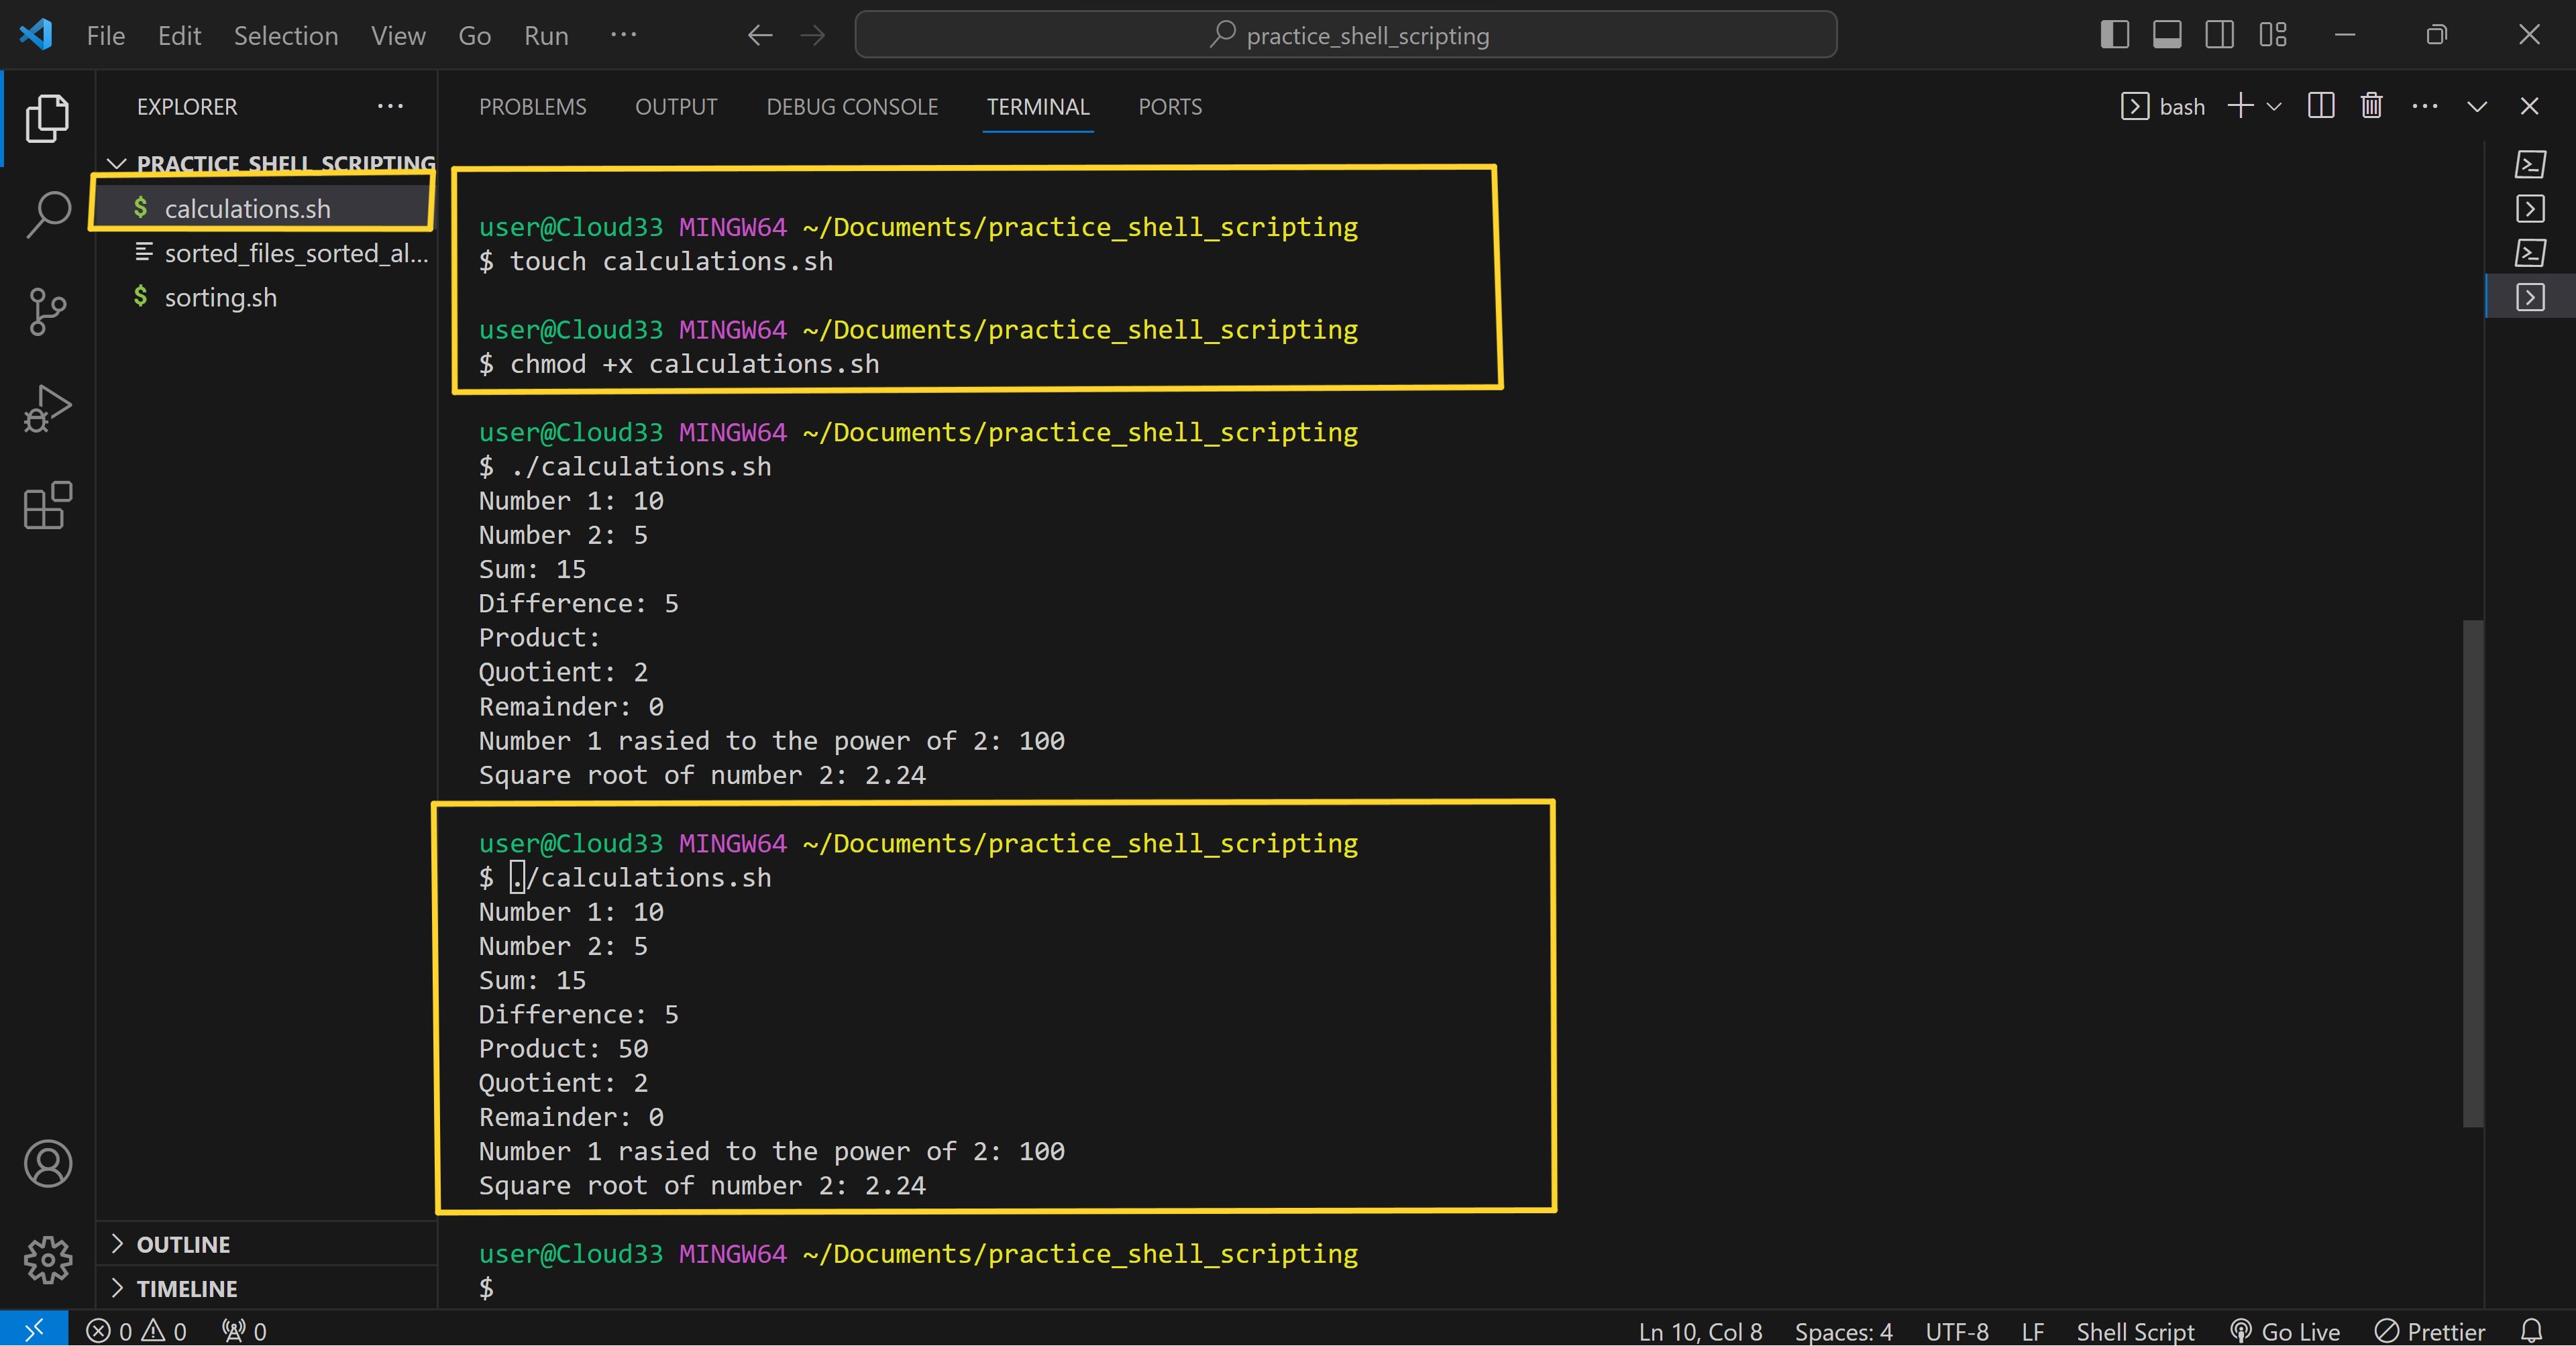 File Edit Selection View Go Run ...
practice_shell_scripting
EXPLORER ...
PRACTICE_SHELL_SCRIPTING
$ calculations.sh
sorted_files_sorted_al...
$ sorting.sh
OUTLINE
TIMELINE
PROBLEMS OUTPUT DEBUG CONSOLE TERMINAL PORTS
bash
user@Cloud33 MINGW64 ~/Documents/practice_shell_scripting
$ touch calculations.sh
user@Cloud33 MINGW64 ~/Documents/practice_shell_scripting
$ chmod +x calculations.sh
user@Cloud33 MINGW64 ~/Documents/practice_shell_scripting
$ ./calculations.sh
Number 1: 10
Number 2: 5
Sum: 15
Difference: 5
Product:
Quotient: 2
Remainder: 0
Number 1 rasied to the power of 2: 100
Square root of number 2: 2.24
user@Cloud33 MINGW64 ~/Documents/practice_shell_scripting
$ ./calculations.sh
Number 1: 10
Number 2: 5
Sum: 15
Difference: 5
Product: 50
Quotient: 2
Remainder: 0
Number 1 rasied to the power of 2: 100
Square root of number 2: 2.24
user@Cloud33 MINGW64 ~/Documents/practice_shell_scripting
$
0 0 0 Ln 10, Col 8 Spaces: 4 UTF-8 LF Shell Script Go Live Prettier